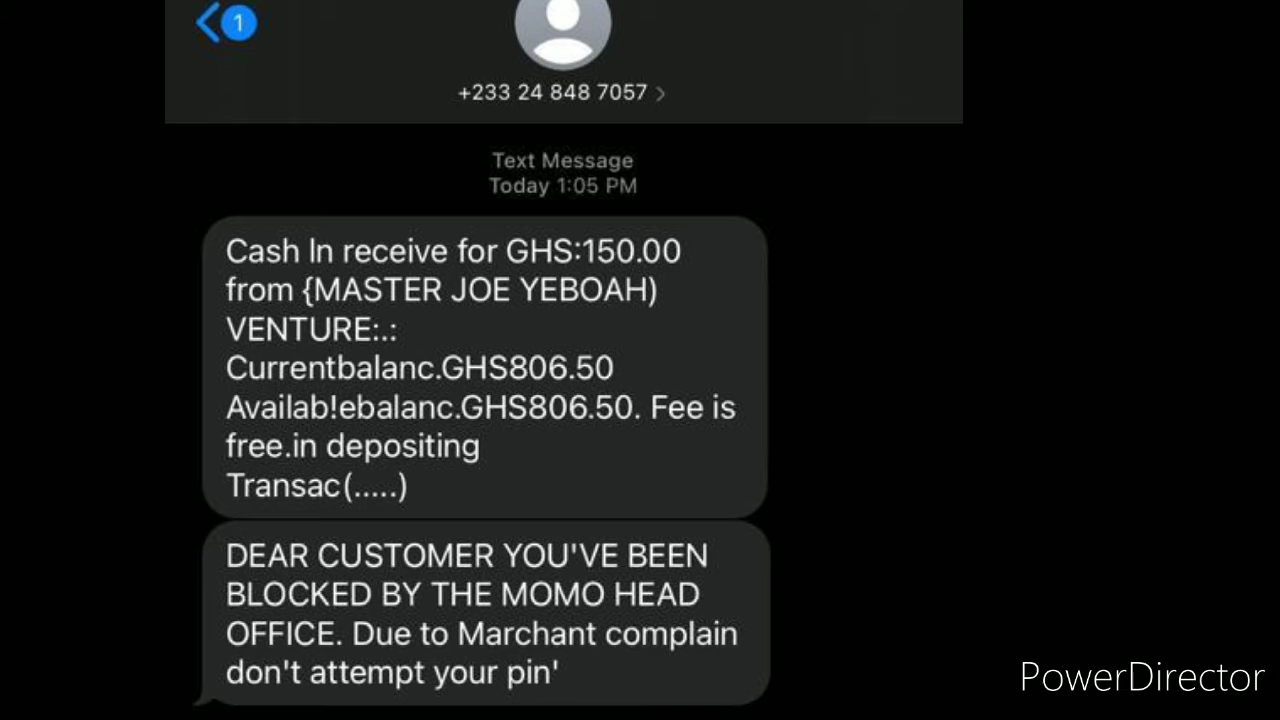 1
+233 24 848 7057 >
Text Message
Today 1:05 PM
Cash In receive for GHS:150.00
from {MASTER JOE YEBOAH)
VENTURE:.:
Currentbalanc.GHS806.50
Availab!ebalanc.GHS806.50. Fee is
free.in depositing
Transac(.....)
DEAR CUSTOMER YOU'VE BEEN
BLOCKED BY THE MOMO HEAD
OFFICE. Due to Marchant complain
don't attempt your pin'
PowerDirector